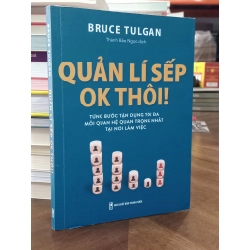 BRUCE TULGAN
Thạch Bảo Ngọc dịch
QUẢN LÍ SẾP
OK THÔI!
TỪNG BƯỚC TẬN DỤNG TỐI ĐA
MỐI QUAN HỆ QUAN TRỌNG NHẤT
TẠI NƠI LÀM VIỆC